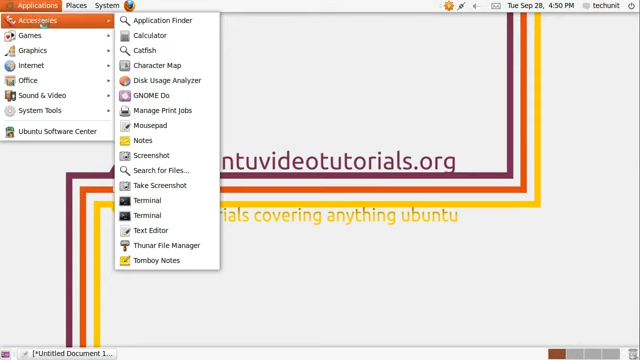 Applications Places System
Tue Sep 28, 4:50 PM techunit
Accessories
Games
Graphics
Internet
Office
Sound & Video
System Tools
Ubuntu Software Center
Application Finder
Calculator
Catfish
Character Map
Disk Usage Analyzer
GNOME Do
Manage Print Jobs
Mousepad
Notes
Screenshot
Search for Files...
Take Screenshot
Terminal
Terminal
Text Editor
Thunar File Manager
Tomboy Notes
ntuvideotutorials.org
rials covering anything ubuntu
[*Untitled Document 1...